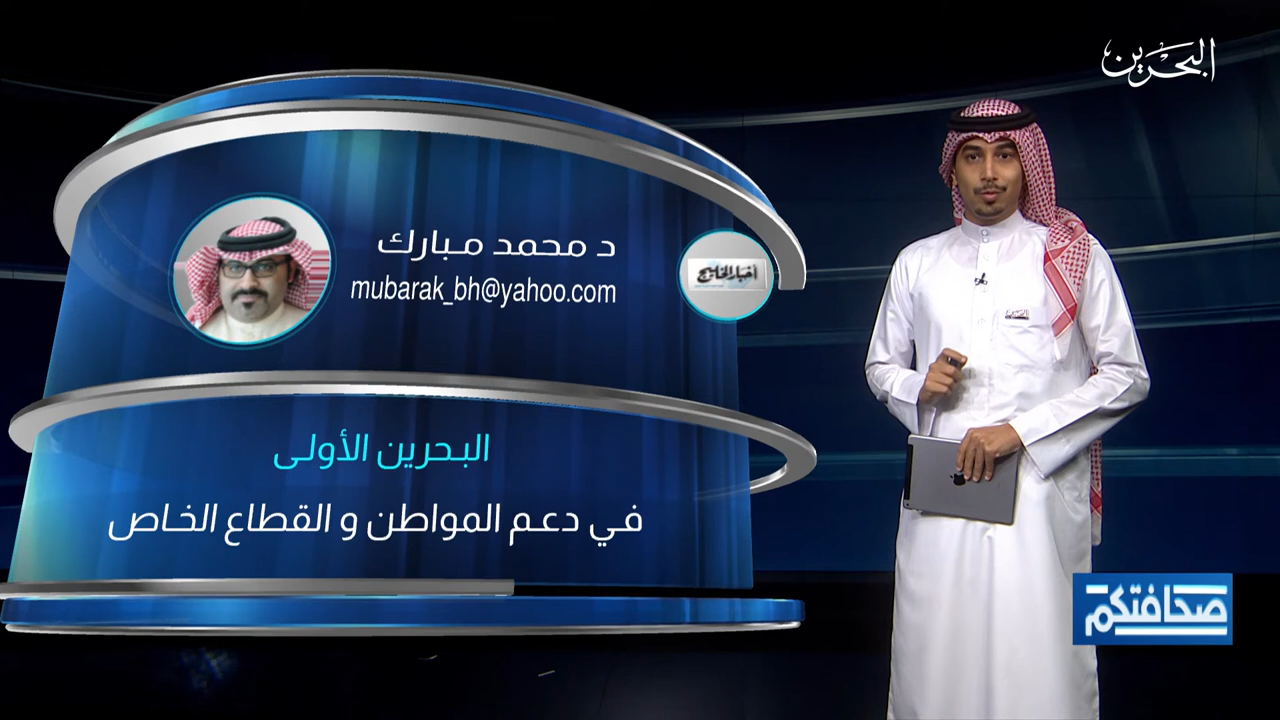 البحرين
د محمد مبارك
mubarak_bh@yahoo.com
أخبار الخليج
البحرين الأولى
في دعم المواطن و القطاع الخاص
صحافتكم